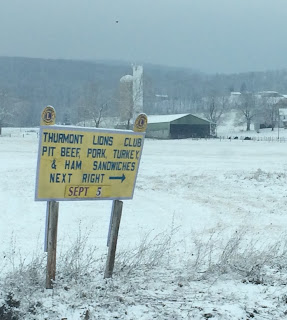 THURMONT LIONS CLUB
PIT BEEF, PORK, TURKEY,
& HAM SANDWICHES
NEXT RIGHT →
SEPT 5